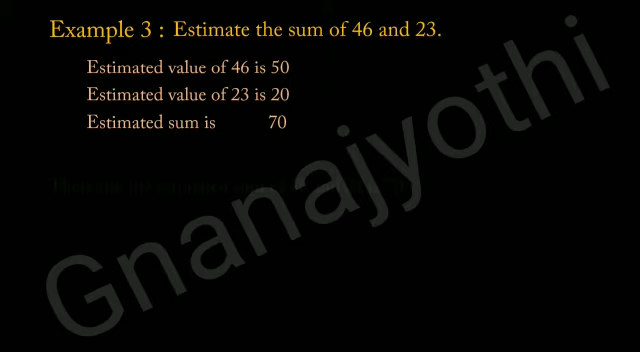 Example 3 : Estimate the sum of 46 and 23.
Estimated value of 46 is 50
Estimated value of 23 is 20
Estimated sum is 70
Gnanajyothi